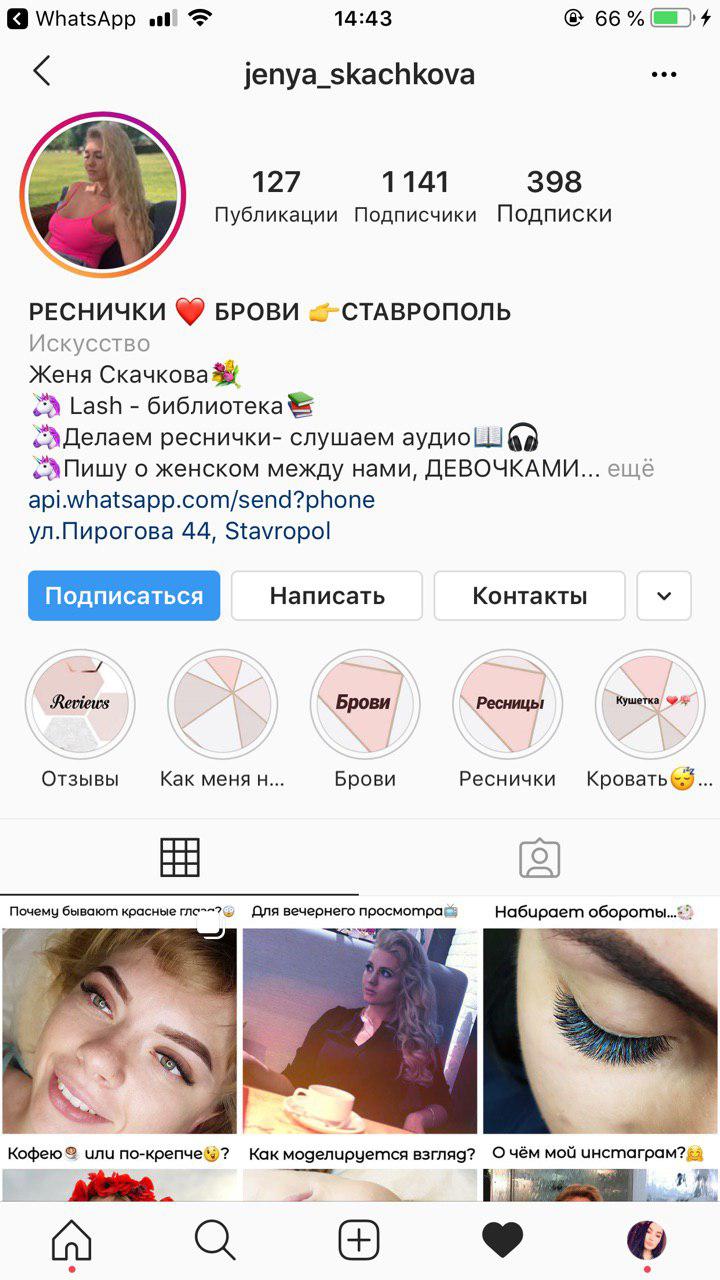 WhatsApp 14:43 66 %
jenya_skachkova
127 1 141 398
Публикации Подписчики Подписки
РЕСНИЧКИ ❤️ БРОВИ 👉СТАВРОПОЛЬ
Искусство
Женя Скачкова💐
🦄 Lash - библиотека📚
🦄Делаем реснички- слушаем аудио📖🎧
🦄Пишу о женском между нами, ДЕВОЧКАМИ... ещё
api.whatsapp.com/send?phone
ул.Пирогова 44, Stavropol
Подписаться Написать Контакты
Reviews Брови Ресницы Кушетка
Отзывы Как меня н... Брови Реснички Кровать😴...
Почему бывают красные глаза?😨 Для вечернего просмотра📺 Набирает обороты...
Кофею☕ или по-крепче😲? Как моделируется взгляд? О чём мой инстаграм?🤗